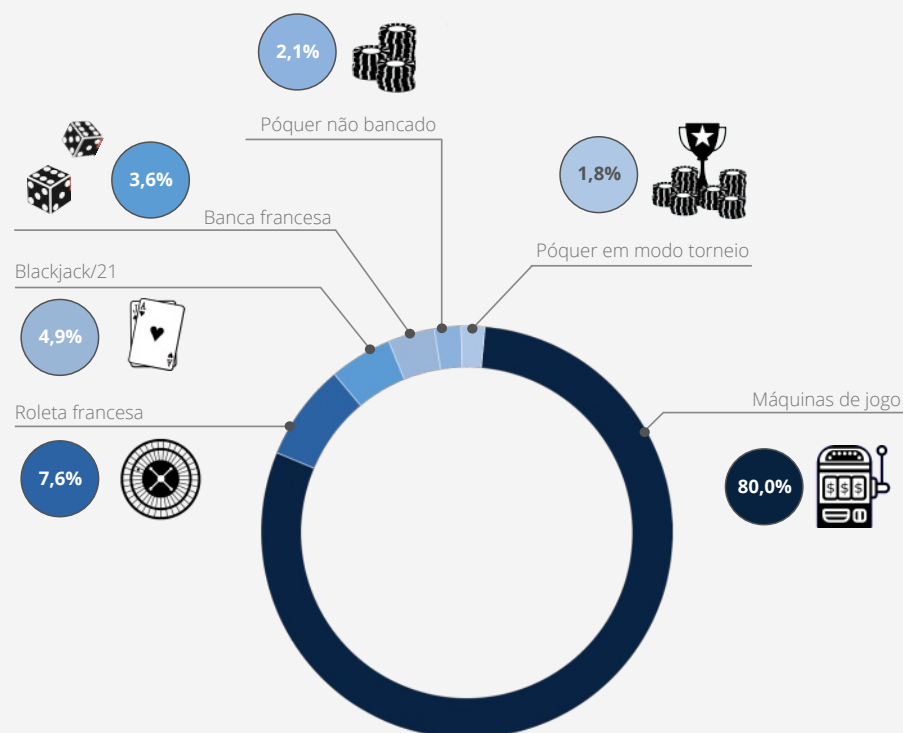 2,1%
Póquer não bancado
3,6%
Banca francesa
1,8%
Póquer em modo torneio
Blackjack/21
4,9%
Roleta francesa
7,6%
Máquinas de jogo
80,0%
$ $ $
J A
A